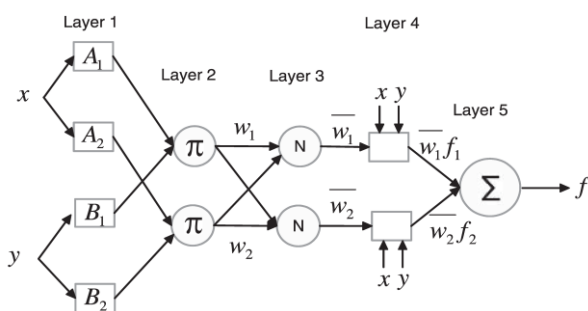 Layer 1
Layer 4
A₁
Layer 2
Layer 3
x
x y
Layer 5
A₂
w₁
w̅₁
w̅₁f₁
π
N
Σ
f
B₁
π
N
w̅₂
w̅₂f₂
y
w₂
B₂
x y